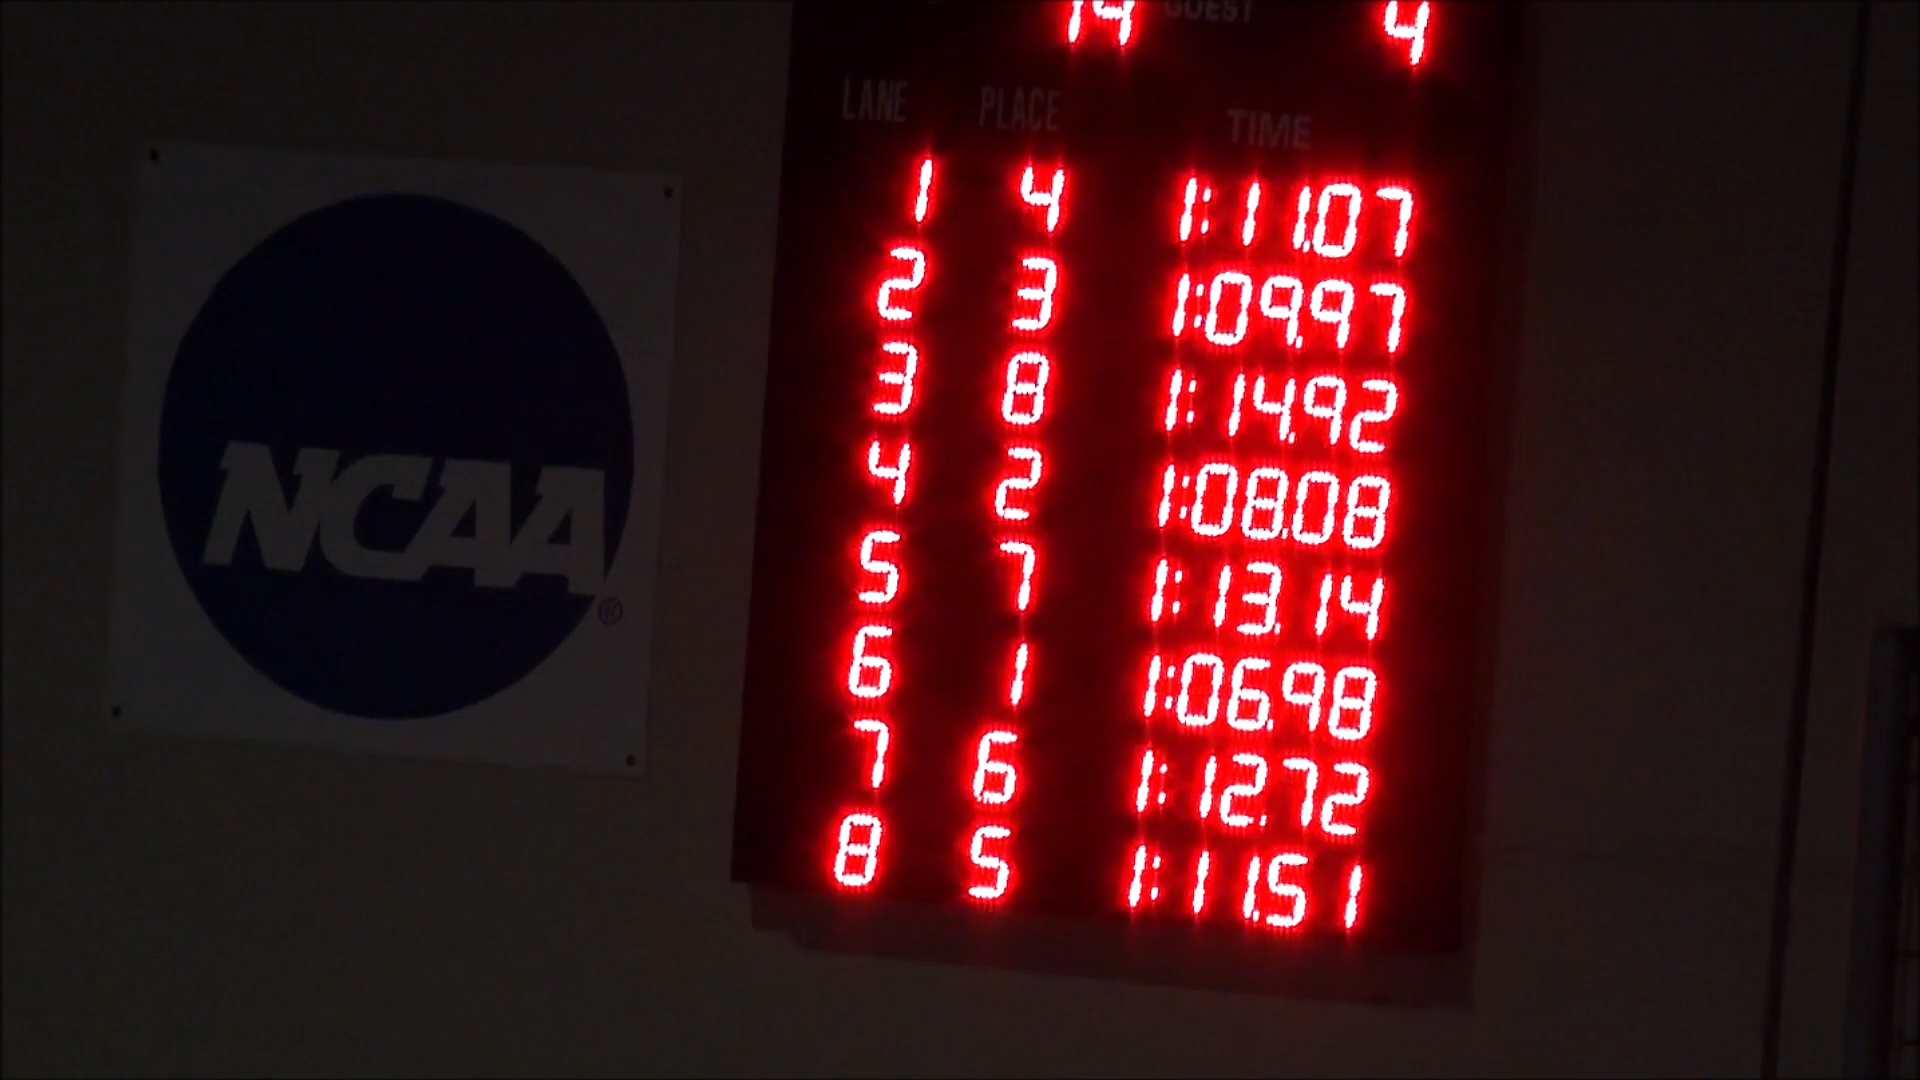 14 GUEST 4
LANE PLACE TIME
1 4 1:11.07
2 3 1:09.97
3 8 1:14.92
4 2 1:08.08
5 7 1:13.14
6 1 1:06.98
7 6 1:12.72
8 5 1:11.51
NCAA®